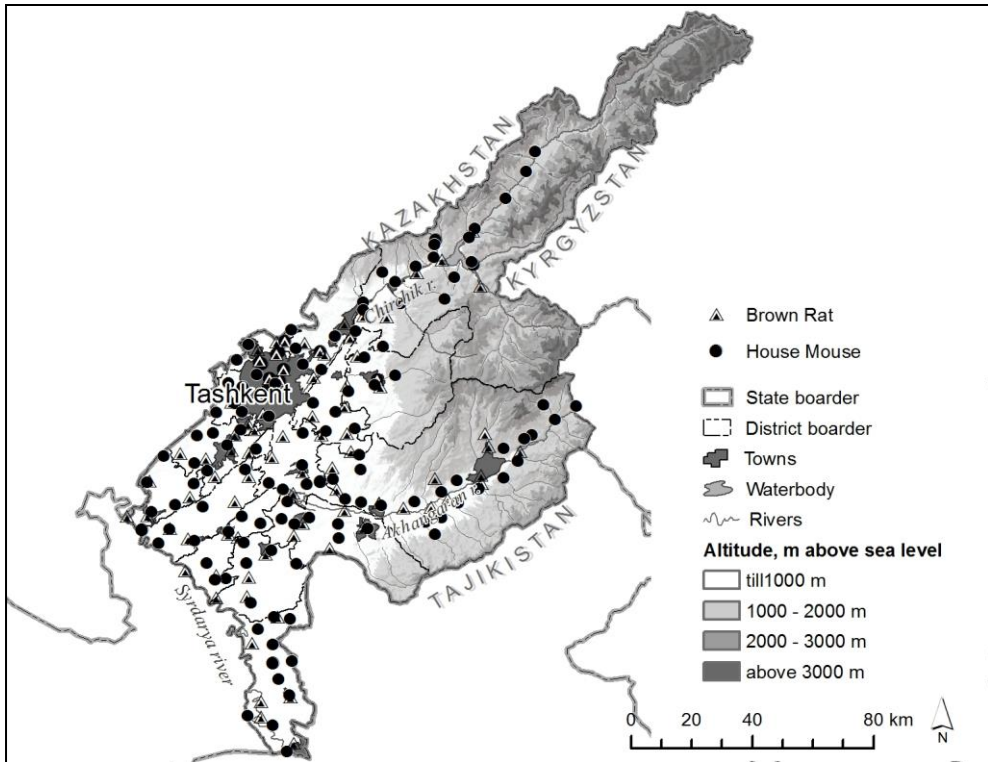 KAZAKHSTAN
KYRGYZSTAN
Chirchik r.
Tashkent
Akhangaran r.
TAJIKISTAN
Syrdarya river
Brown Rat
House Mouse
State boarder
District boarder
Towns
Waterbody
Rivers
Altitude, m above sea level
till1000 m
1000 - 2000 m
2000 - 3000 m
above 3000 m
0 20 40 80 km
N